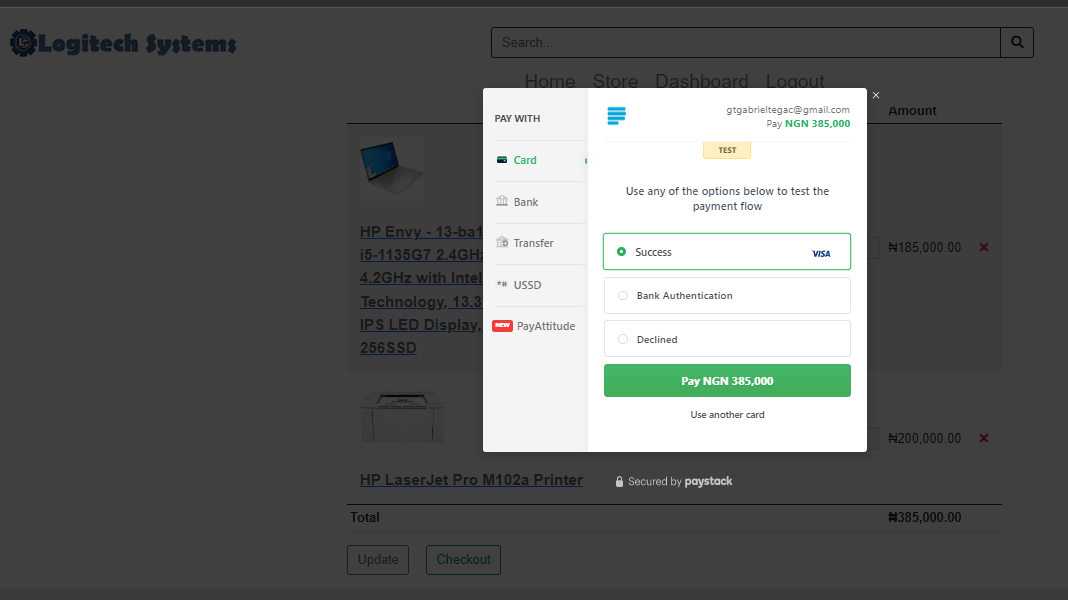 Logitech Systems
Search...
Home Store Dashboard Logout
Amount
PAY WITH
Card
Bank
Transfer
*# USSD
NEW PayAttitude
gtgabrieltegac@gmail.com
Pay NGN 385,000
TEST
Use any of the options below to test the
payment flow
Success VISA
Bank Authentication
Declined
Pay NGN 385,000
Use another card
HP Envy - 13-ba1
i5-1135G7 2.4GHz
4.2GHz with Intel
Technology, 13.3
IPS LED Display,
256SSD
₦185,000.00
₦200,000.00
HP LaserJet Pro M102a Printer
Secured by paystack
Total ₦385,000.00
Update Checkout